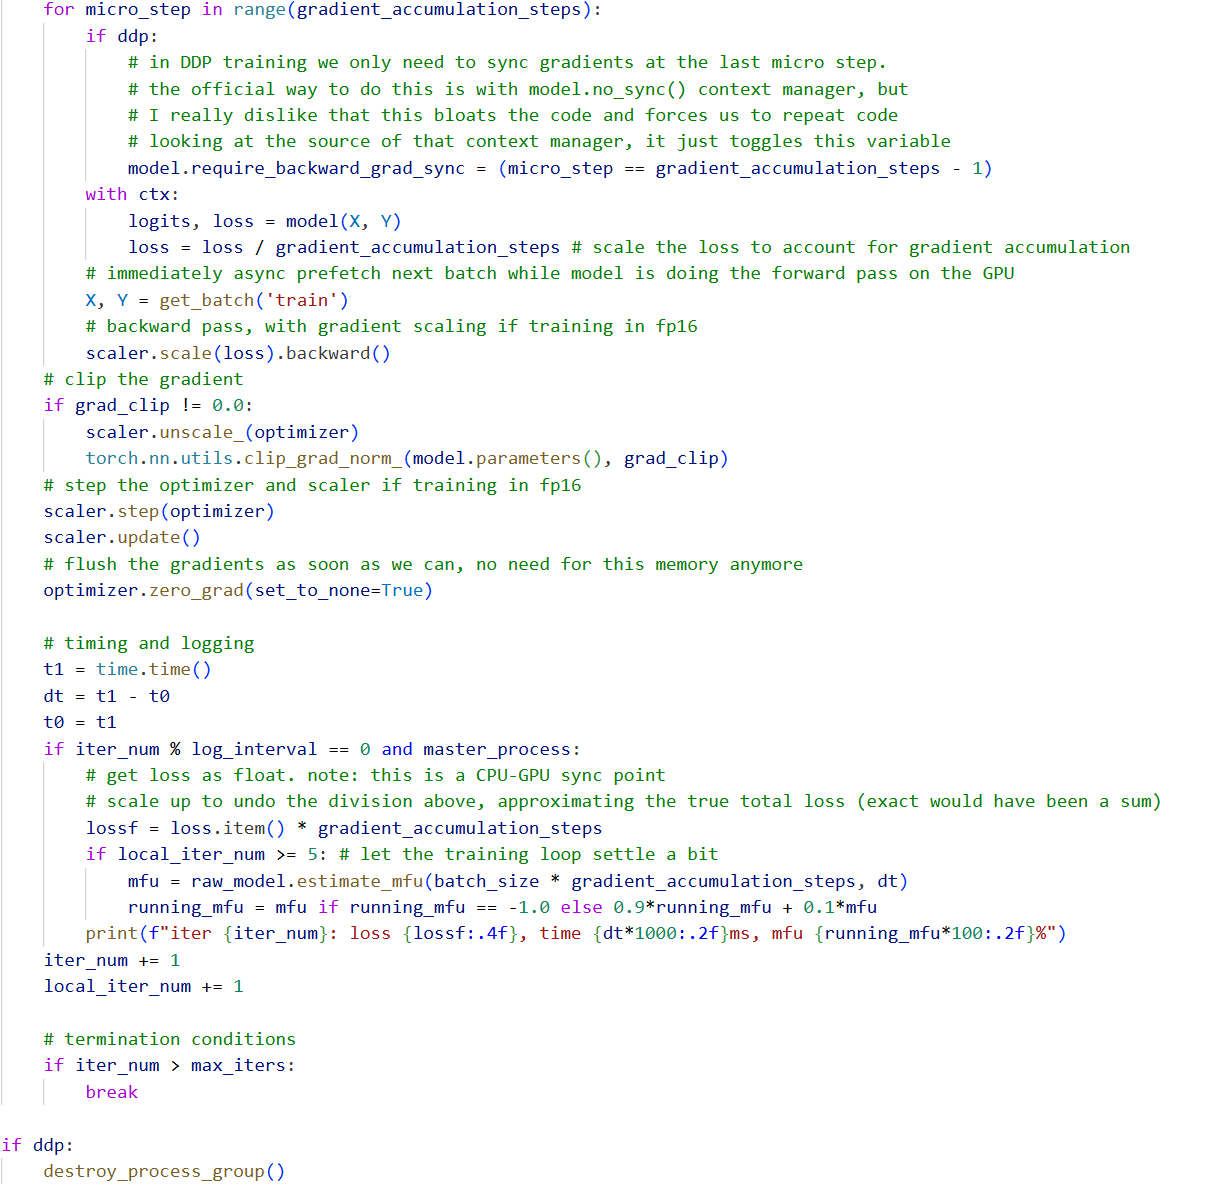 for micro_step in range(gradient_accumulation_steps):
if ddp:
# in DDP training we only need to sync gradients at the last micro step.
# the official way to do this is with model.no_sync() context manager, but
# I really dislike that this bloats the code and forces us to repeat code
# looking at the source of that context manager, it just toggles this variable
model.require_backward_grad_sync = (micro_step == gradient_accumulation_steps - 1)
with ctx:
logits, loss = model(X, Y)
loss = loss / gradient_accumulation_steps # scale the loss to account for gradient accumulation
# immediately async prefetch next batch while model is doing the forward pass on the GPU
X, Y = get_batch('train')
# backward pass, with gradient scaling if training in fp16
scaler.scale(loss).backward()
# clip the gradient
if grad_clip != 0.0:
scaler.unscale_(optimizer)
torch.nn.utils.clip_grad_norm_(model.parameters(), grad_clip)
# step the optimizer and scaler if training in fp16
scaler.step(optimizer)
scaler.update()
# flush the gradients as soon as we can, no need for this memory anymore
optimizer.zero_grad(set_to_none=True)
# timing and logging
t1 = time.time()
dt = t1 - t0
t0 = t1
if iter_num % log_interval == 0 and master_process:
# get loss as float. note: this is a CPU-GPU sync point
# scale up to undo the division above, approximating the true total loss (exact would have been a sum)
lossf = loss.item() * gradient_accumulation_steps
if local_iter_num >= 5: # let the training loop settle a bit
mfu = raw_model.estimate_mfu(batch_size * gradient_accumulation_steps, dt)
running_mfu = mfu if running_mfu == -1.0 else 0.9*running_mfu + 0.1*mfu
print(f"iter {iter_num}: loss {lossf:.4f}, time {dt*1000:.2f}ms, mfu {running_mfu*100:.2f}%")
iter_num += 1
local_iter_num += 1
# termination conditions
if iter_num > max_iters:
break
if ddp:
destroy_process_group()